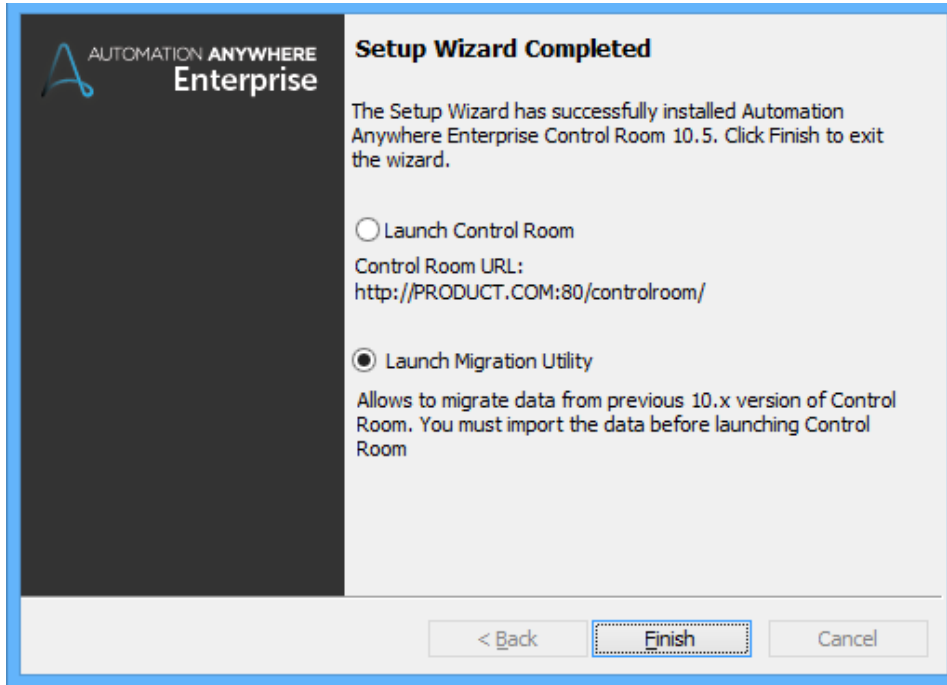 AUTOMATION ANYWHERE
Enterprise
Setup Wizard Completed
The Setup Wizard has successfully installed Automation
Anywhere Enterprise Control Room 10.5. Click Finish to exit
the wizard.
Launch Control Room
Control Room URL:
http://PRODUCT.COM:80/controlroom/
Launch Migration Utility
Allows to migrate data from previous 10.x version of Control
Room. You must import the data before launching Control
Room
< Back Finish Cancel